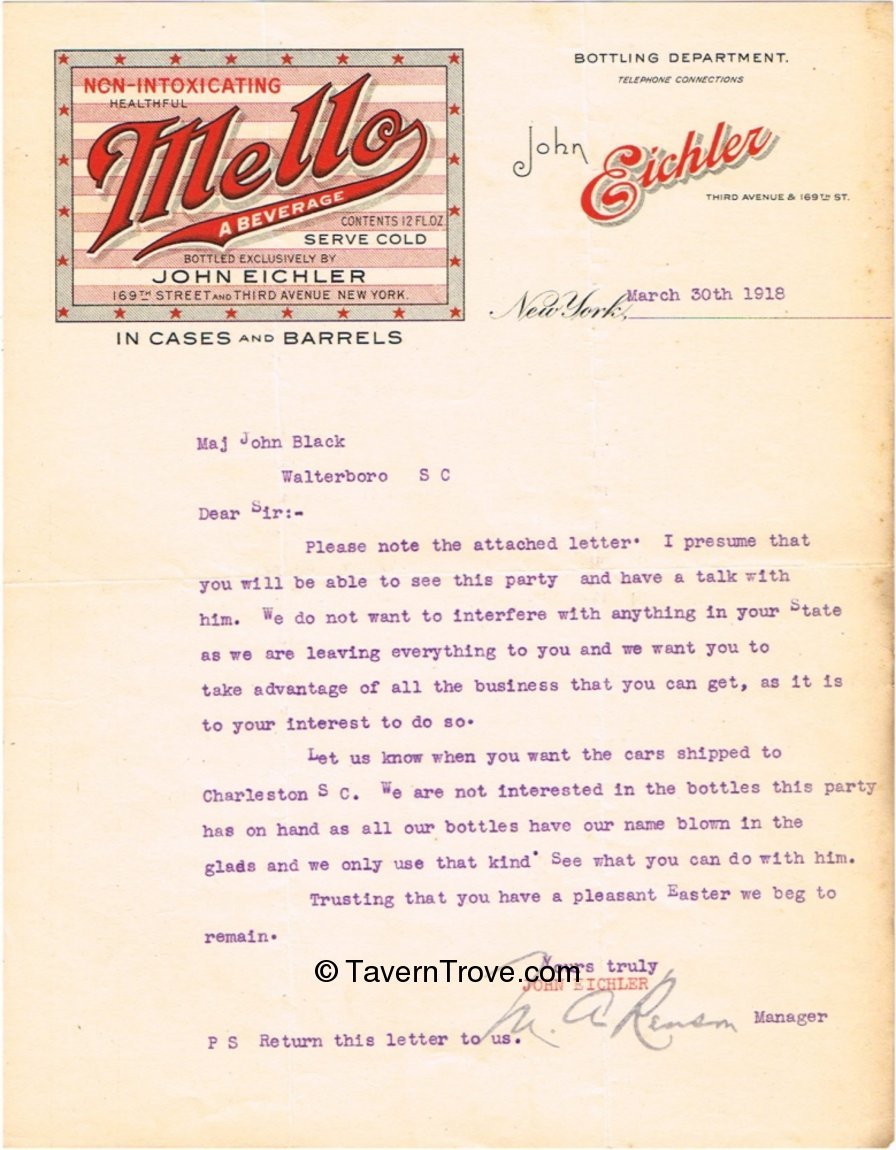 NON-INTOXICATING
HEALTHFUL
Mello
A BEVERAGE
CONTENTS 12 FL.OZ.
SERVE COLD
BOTTLED EXCLUSIVELY BY
JOHN EICHLER
169TH STREET AND THIRD AVENUE NEW YORK.
IN CASES AND BARRELS
BOTTLING DEPARTMENT.
TELEPHONE CONNECTIONS
John Eichler
THIRD AVENUE & 169TH ST.
New York, March 30th 1918
Maj John Black
Walterboro S C
Dear Sir:-
Please note the attached letter. I presume that
you will be able to see this party and have a talk with
him. We do not want to interfere with anything in your State
as we are leaving everything to you and we want you to
take advantage of all the business that you can get, as it is
to your interest to do so.
Let us know when you want the cars shipped to
Charleston S C. We are not interested in the bottles this party
has on hand as all our bottles have our name blown in the
glads and we only use that kind. See what you can do with him.
Trusting that you have a pleasant Easter we beg to
remain.
Yours truly
© TavernTrove.com
JOHN EICHLER
M. A. Renson Manager
P S Return this letter to us.